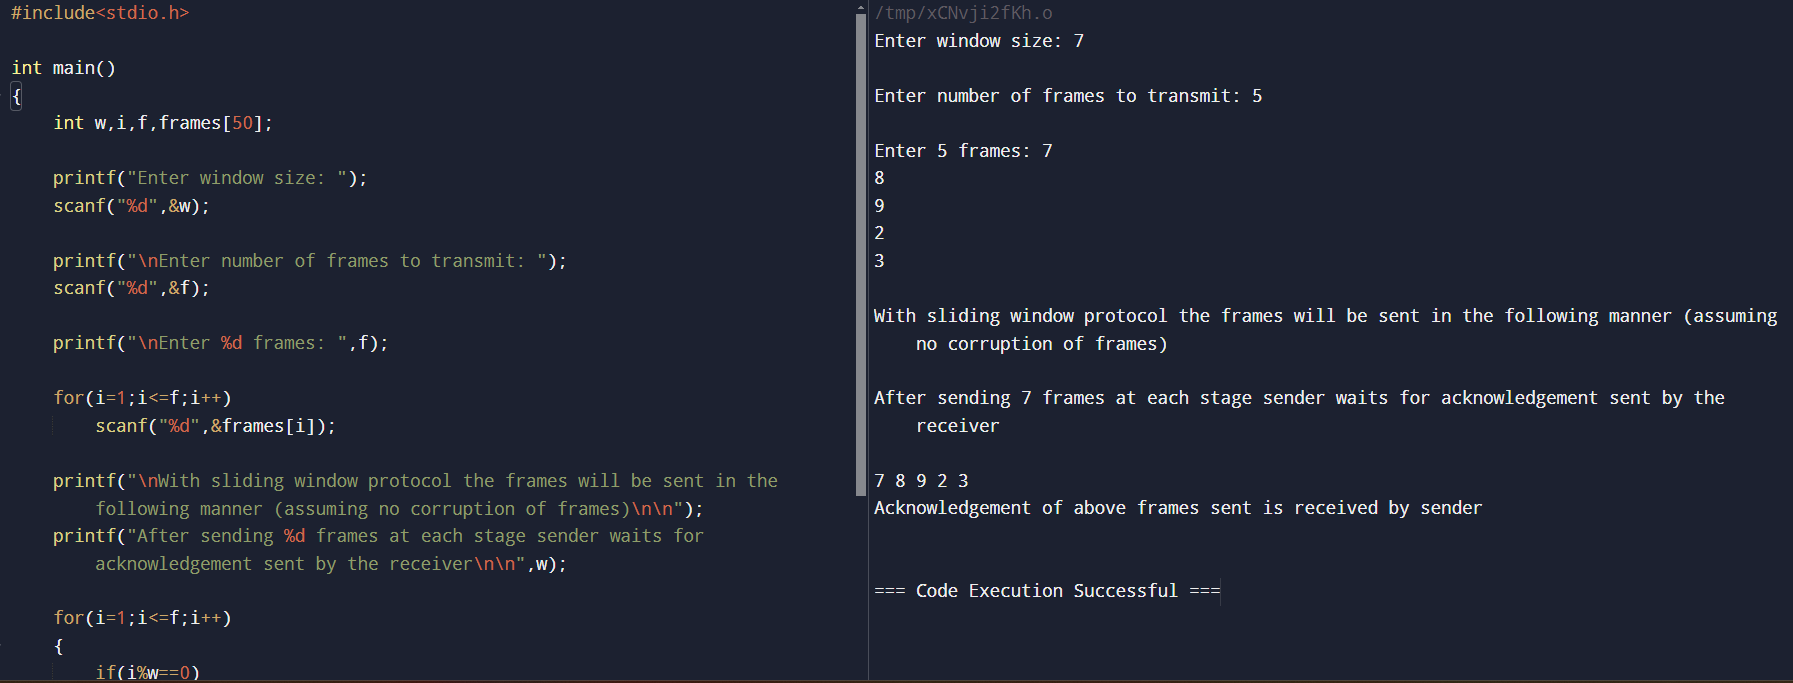 #include<stdio.h>
int main()
{
int w,i,f,frames[50];
printf("Enter window size: ");
scanf("%d",&w);
printf("\nEnter number of frames to transmit: ");
scanf("%d",&f);
printf("\nEnter %d frames: ",f);
for(i=1;i<=f;i++)
scanf("%d",&frames[i]);
printf("\nWith sliding window protocol the frames will be sent in the
following manner (assuming no corruption of frames)\n\n");
printf("After sending %d frames at each stage sender waits for
acknowledgement sent by the receiver\n\n",w);
for(i=1;i<=f;i++)
{
if(i%w==0)
/tmp/xCNvji2fKh.o
Enter window size: 7
Enter number of frames to transmit: 5
Enter 5 frames: 7
8
9
2
3
With sliding window protocol the frames will be sent in the following manner (assuming
no corruption of frames)
After sending 7 frames at each stage sender waits for acknowledgement sent by the
receiver
7 8 9 2 3
Acknowledgement of above frames sent is received by sender
=== Code Execution Successful ===